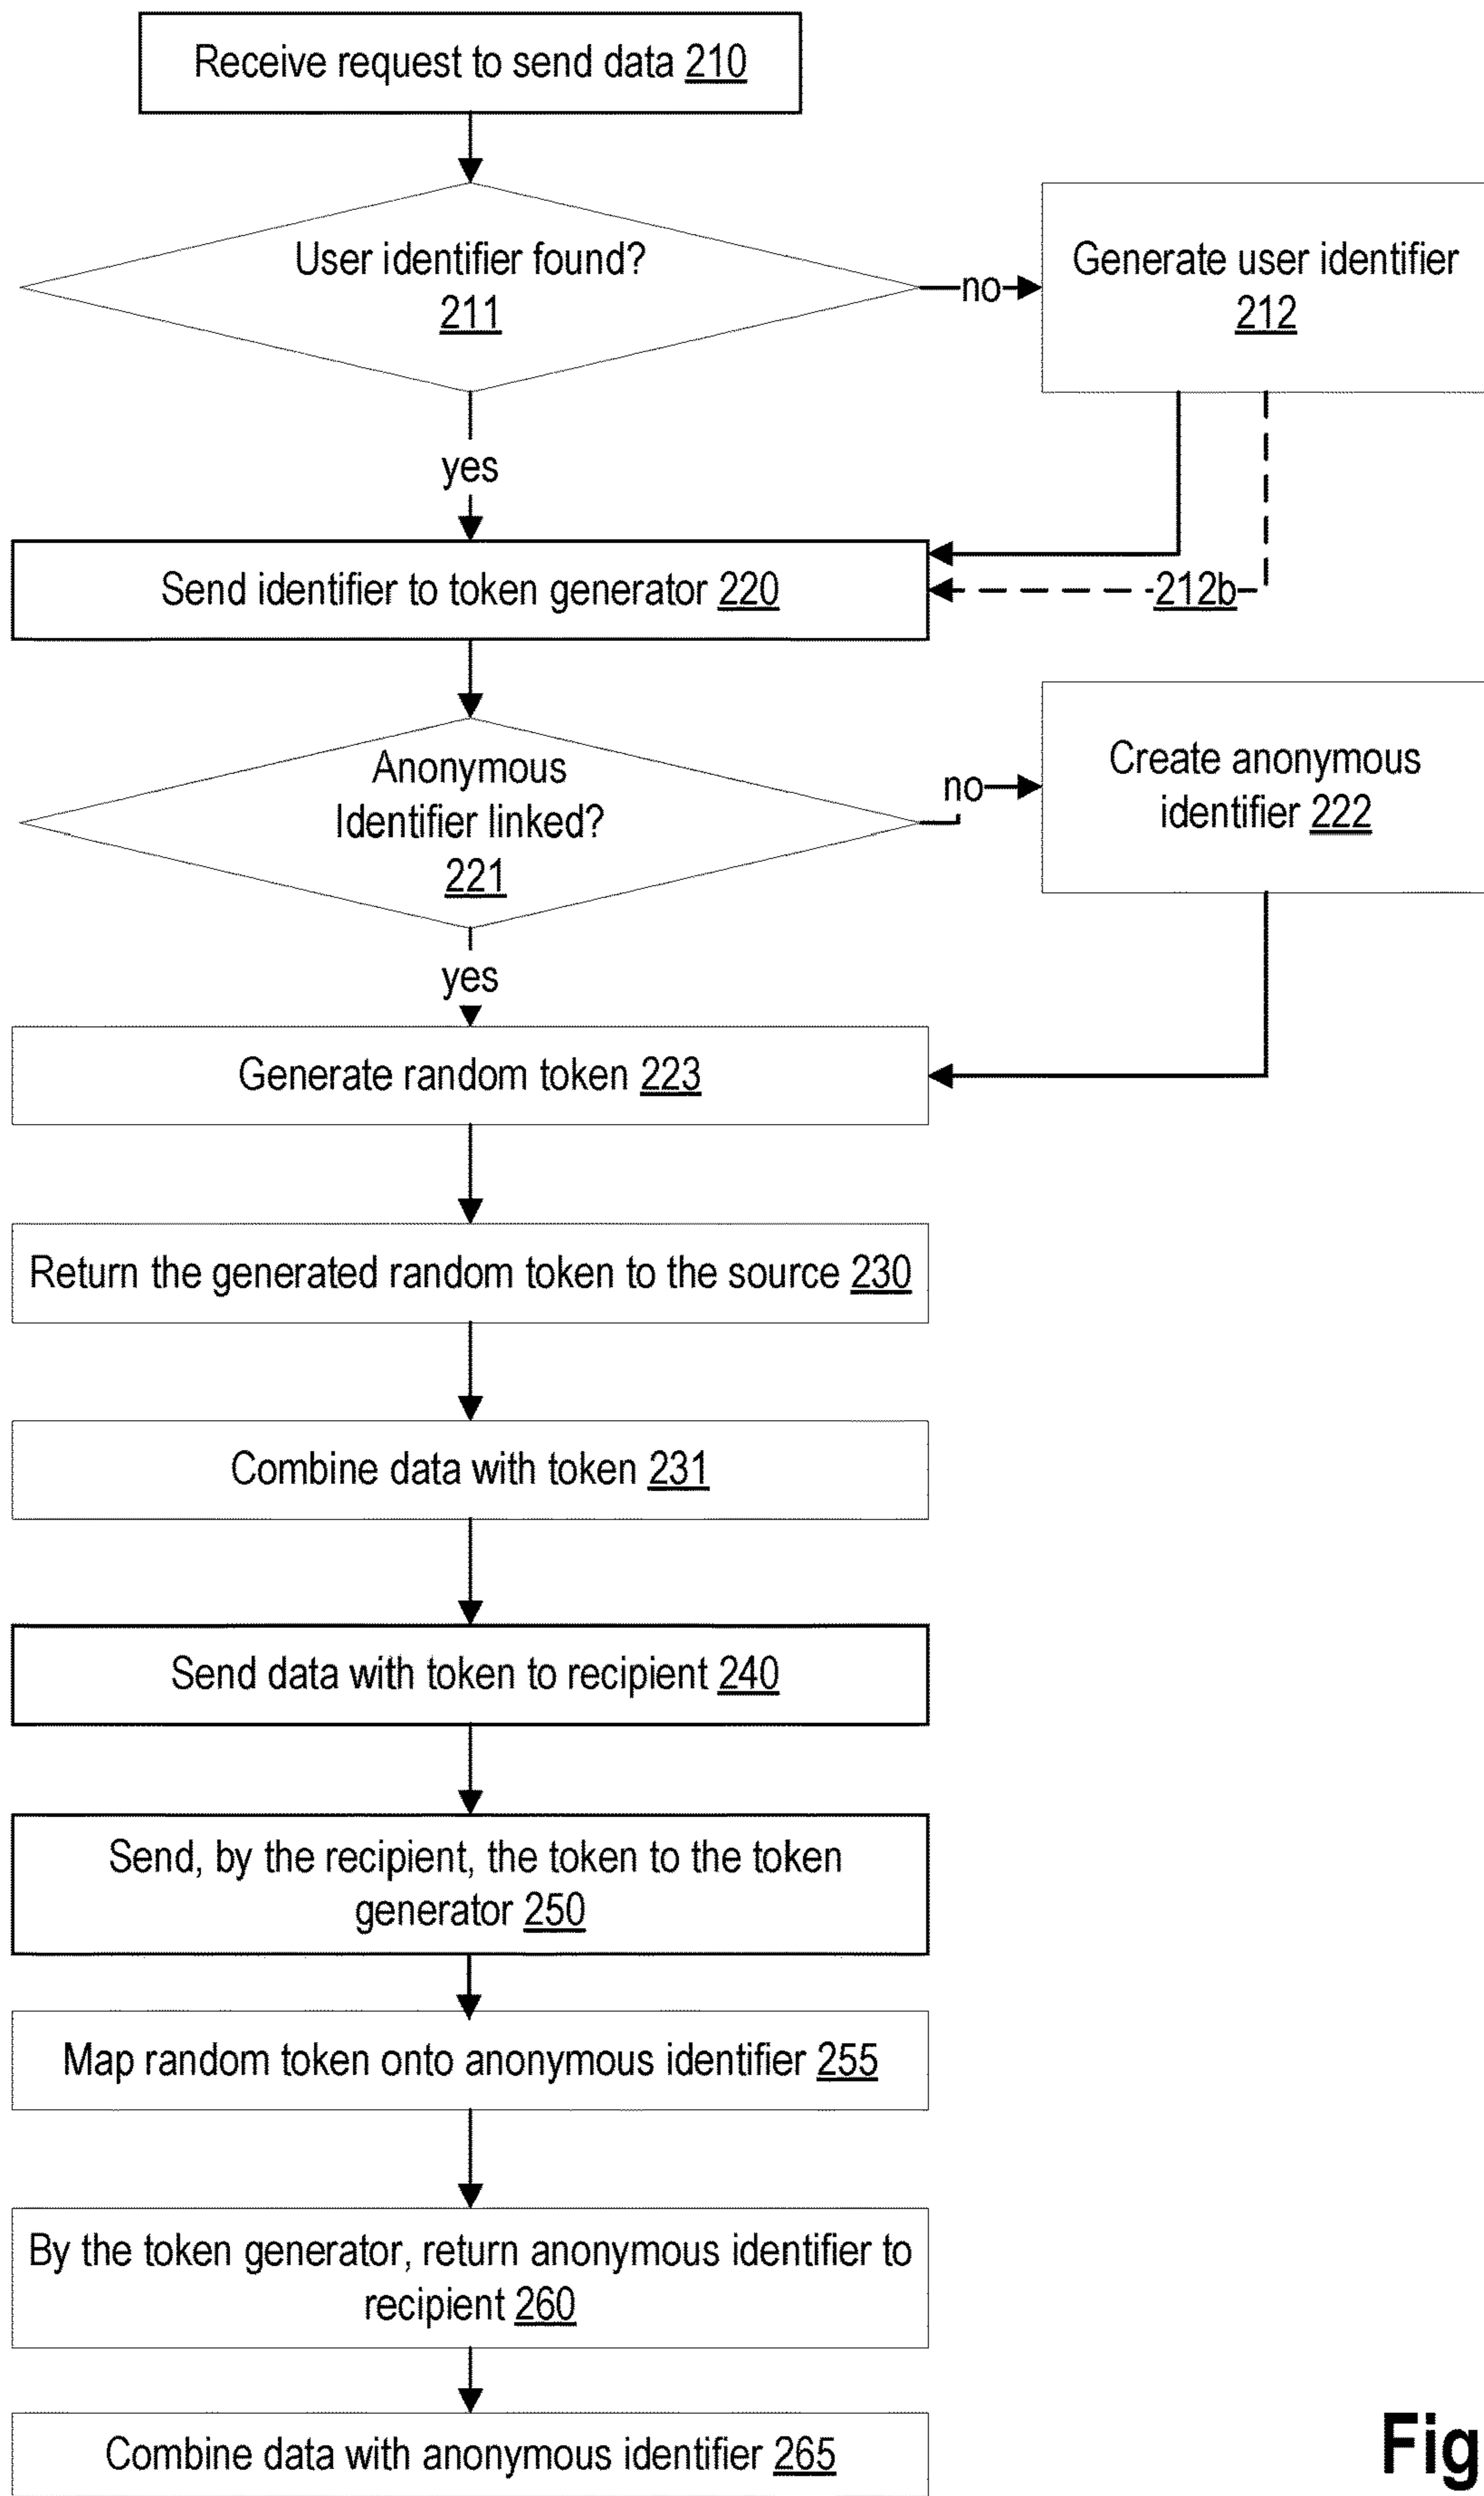 Receive request to send data 210
User identifier found?
211
no
Generate user identifier
212
yes
Send identifier to token generator 220
212b
Anonymous
Identifier linked?
221
no
Create anonymous
identifier 222
yes
Generate random token 223
Return the generated random token to the source 230
Combine data with token 231
Send data with token to recipient 240
Send, by the recipient, the token to the token
generator 250
Map random token onto anonymous identifier 255
By the token generator, return anonymous identifier to
recipient 260
Combine data with anonymous identifier 265
Fig